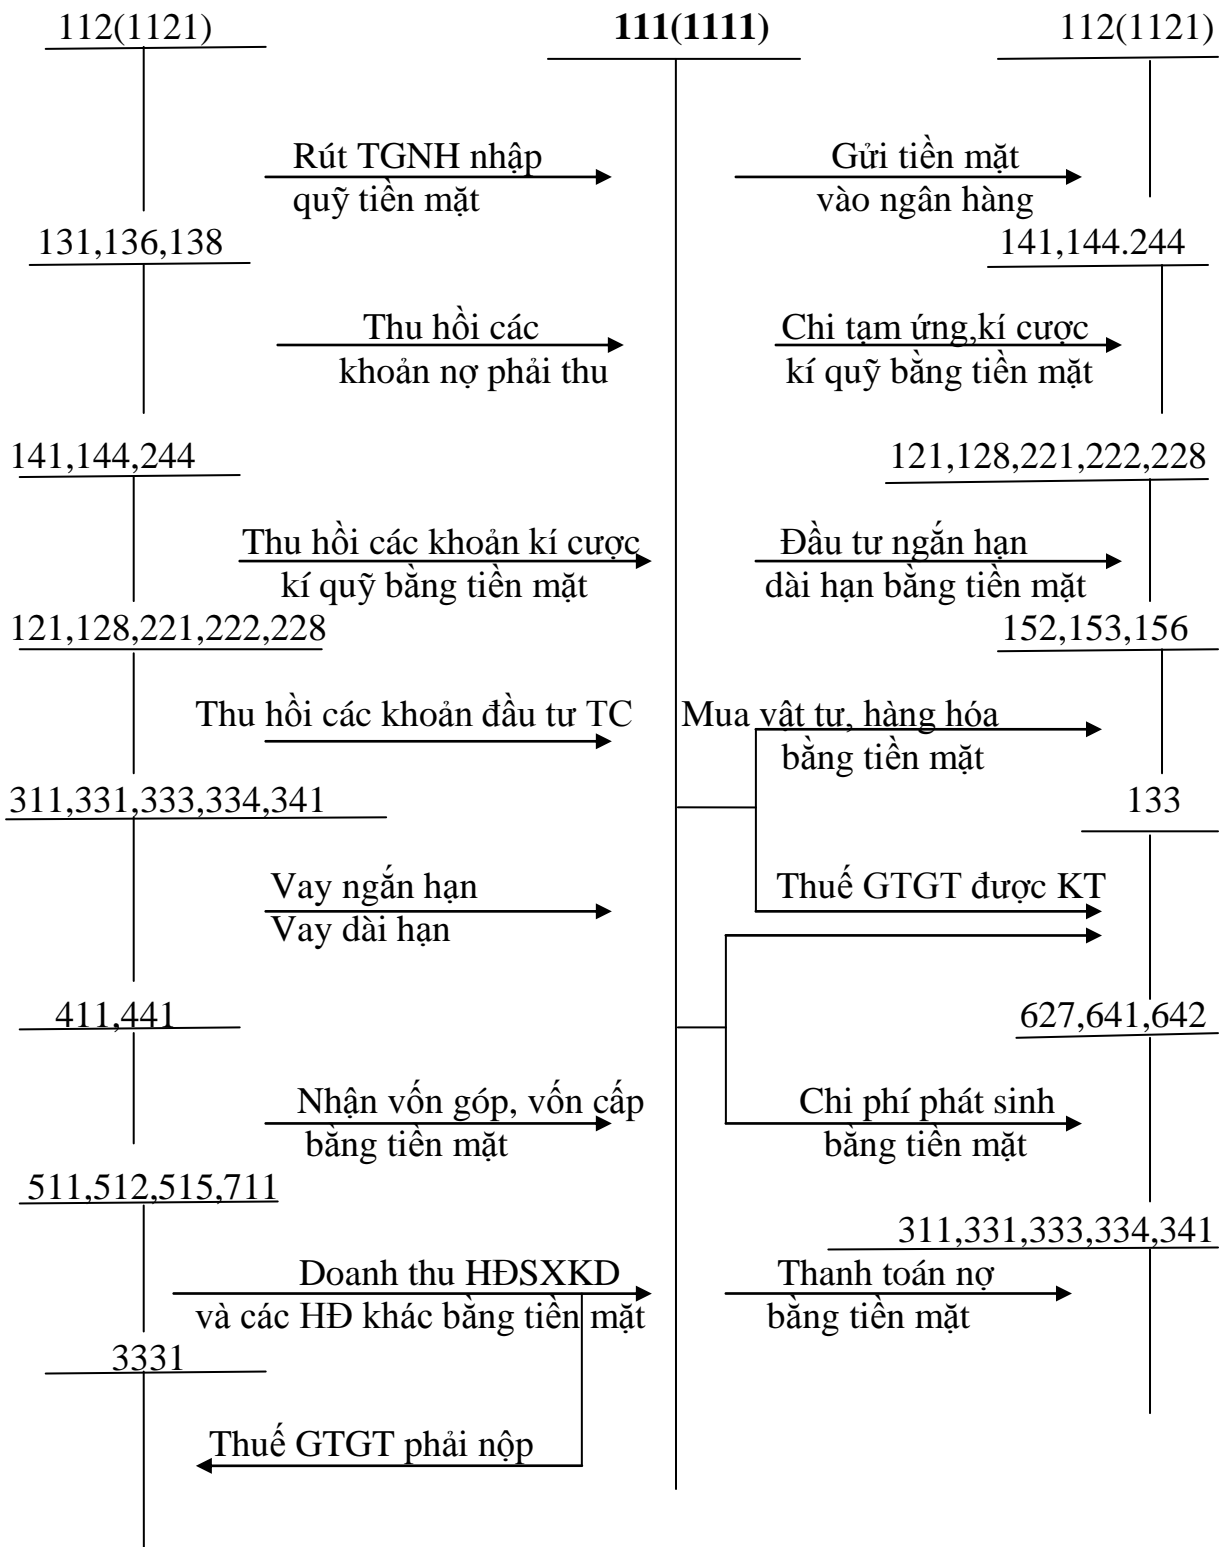 112(1121)
111(1111)
112(1121)
Rút TGNH nhập
quỹ tiền mặt
Gửi tiền mặt
vào ngân hàng
131,136,138
141,144.244
Thu hồi các
khoản nợ phải thu
Chi tạm ứng,kí cược
kí quỹ bằng tiền mặt
141,144,244
121,128,221,222,228
Thu hồi các khoản kí cược
kí quỹ bằng tiền mặt
Đầu tư ngắn hạn
dài hạn bằng tiền mặt
121,128,221,222,228
152,153,156
Thu hồi các khoản đầu tư TC
Mua vật tư, hàng hóa
bằng tiền mặt
311,331,333,334,341
133
Vay ngắn hạn
Vay dài hạn
Thuế GTGT được KT
411,441
627,641,642
Nhận vốn góp, vốn cấp
bằng tiền mặt
Chi phí phát sinh
bằng tiền mặt
511,512,515,711
311,331,333,334,341
Doanh thu HĐSXKD
và các HĐ khác bằng tiền mặt
Thanh toán nợ
bằng tiền mặt
3331
Thuế GTGT phải nộp